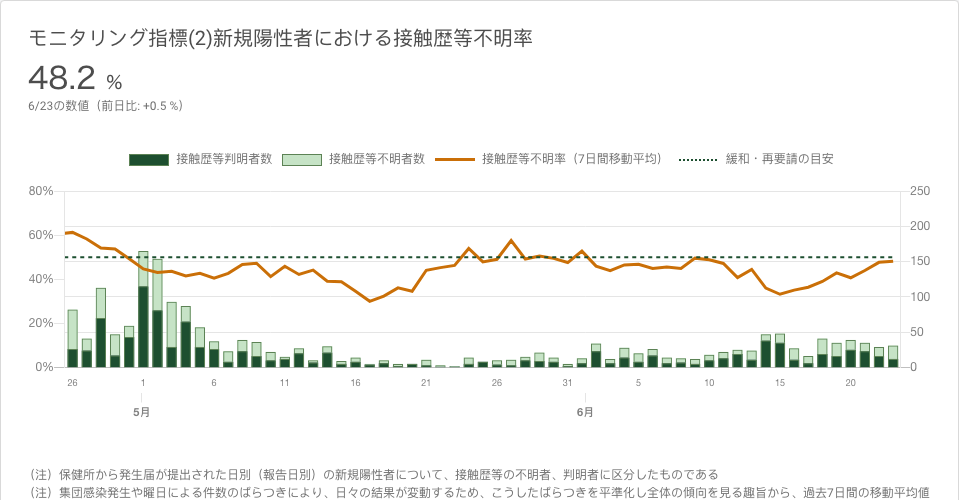 モニタリング指標(2)新規陽性者における接触歴等不明率
48.2 %
6/23の数値（前日比: +0.5 %）
接触歴等判明者数 接触歴等不明者数 接触歴等不明率（7日間移動平均） 緩和・再要請の目安
80% 250
200
60%
150
40%
100
20%
50
0% 0
26 1 6 11 16 21 26 31 5 10 15 20
5月 6月
（注）保健所から発生届が提出された日別（報告日別）の新規陽性者について、接触歴等の不明者、判明者に区分したものである
（注）集団感染発生や曜日による件数のばらつきにより、日々の結果が変動するため、こうしたばらつきを平準化し全体の傾向を見る趣旨から、過去7日間の移動平均値